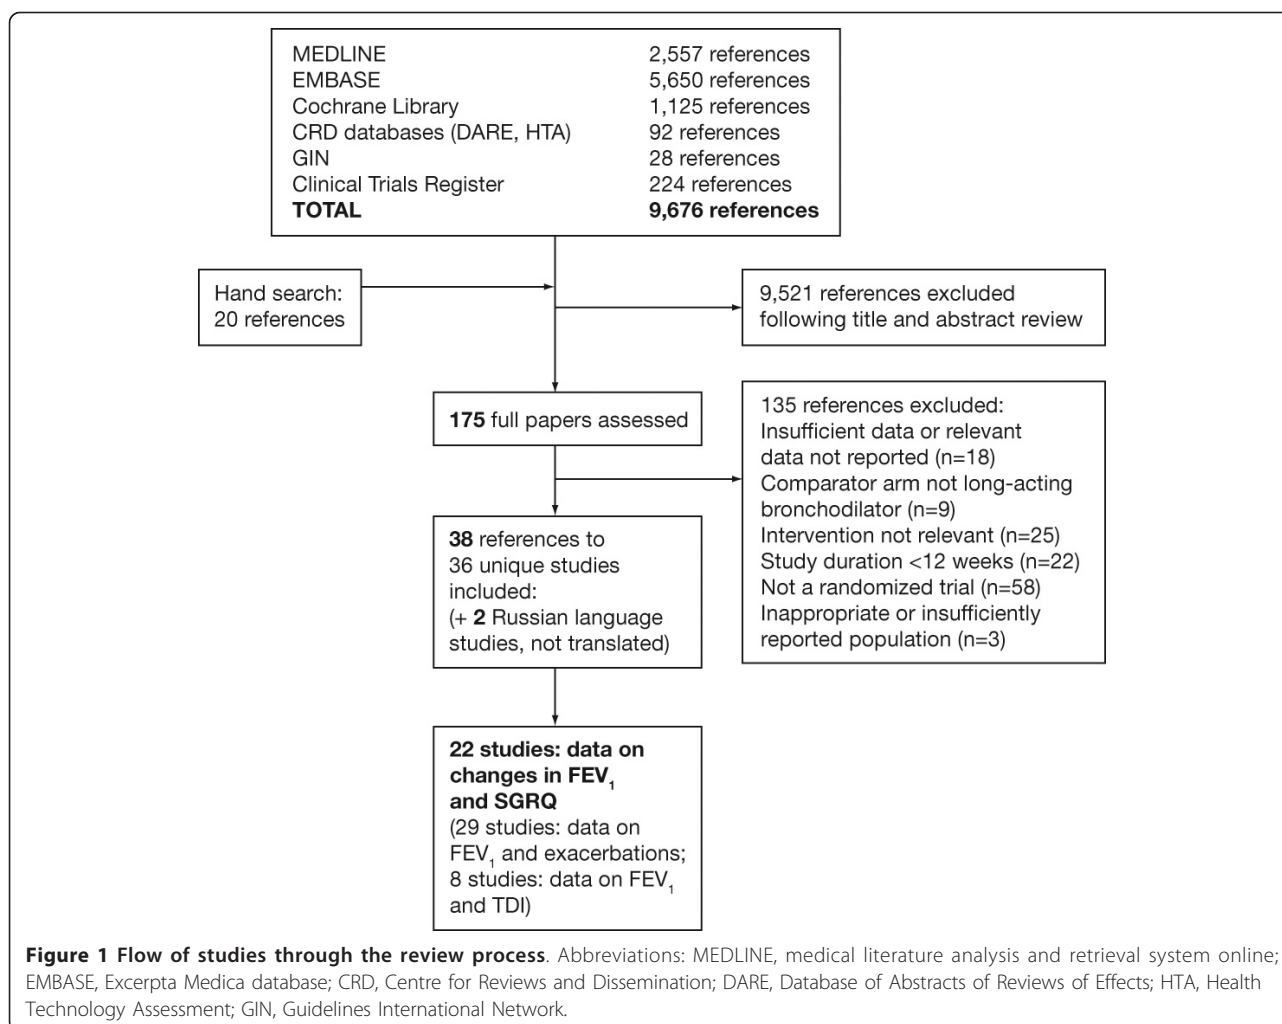 MEDLINE 2,557 references
EMBASE 5,650 references
Cochrane Library 1,125 references
CRD databases (DARE, HTA) 92 references
GIN 28 references
Clinical Trials Register 224 references
TOTAL 9,676 references
Hand search:
20 references
9,521 references excluded
following title and abstract review
175 full papers assessed
135 references excluded:
Insufficient data or relevant
data not reported (n=18)
Comparator arm not long-acting
bronchodilator (n=9)
Intervention not relevant (n=25)
Study duration <12 weeks (n=22)
Not a randomized trial (n=58)
Inappropriate or insufficiently
reported population (n=3)
38 references to
36 unique studies
included:
(+ 2 Russian language
studies, not translated)
22 studies: data on
changes in FEV1
and SGRQ
(29 studies: data on
FEV1 and exacerbations;
8 studies: data on FEV1
and TDI)
Figure 1 Flow of studies through the review process. Abbreviations: MEDLINE, medical literature analysis and retrieval system online;
EMBASE, Excerpta Medica database; CRD, Centre for Reviews and Dissemination; DARE, Database of Abstracts of Reviews of Effects; HTA, Health
Technology Assessment; GIN, Guidelines International Network.